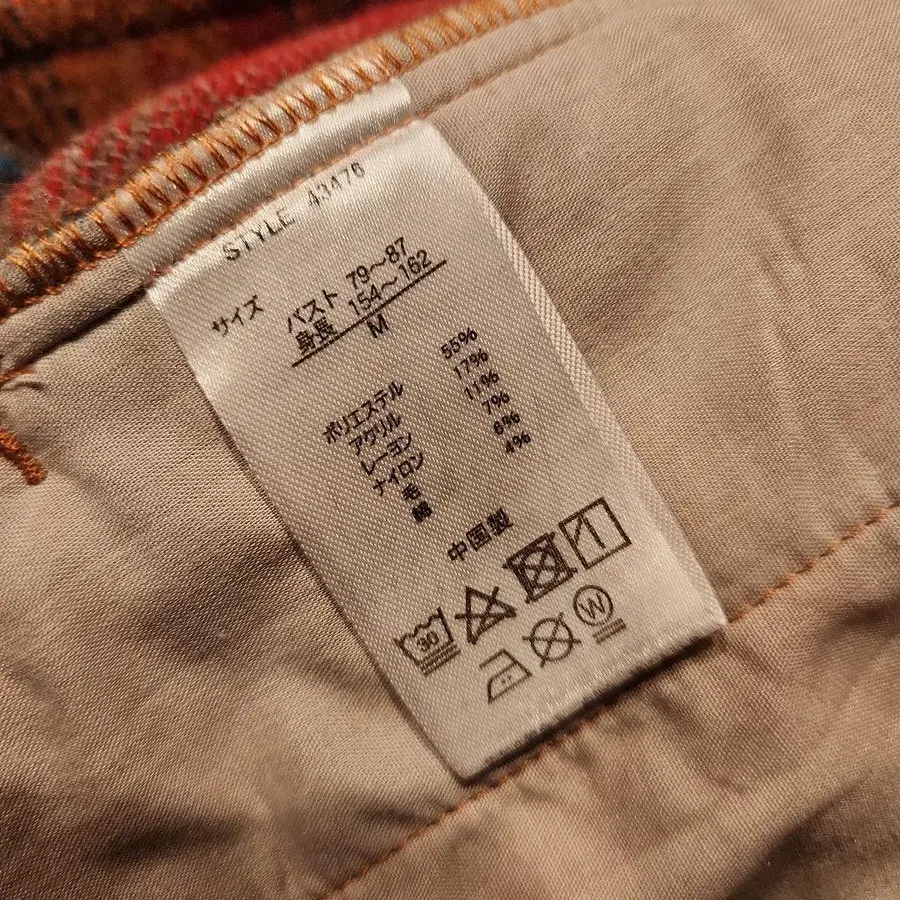 STYLE 43476
サイズ バスト 79～87
身長 154～162
M
ポリエステル 55%
アクリル 17%
レーヨン 11%
ナイロン 7%
毛 6%
綿 4%
中国製
30
W